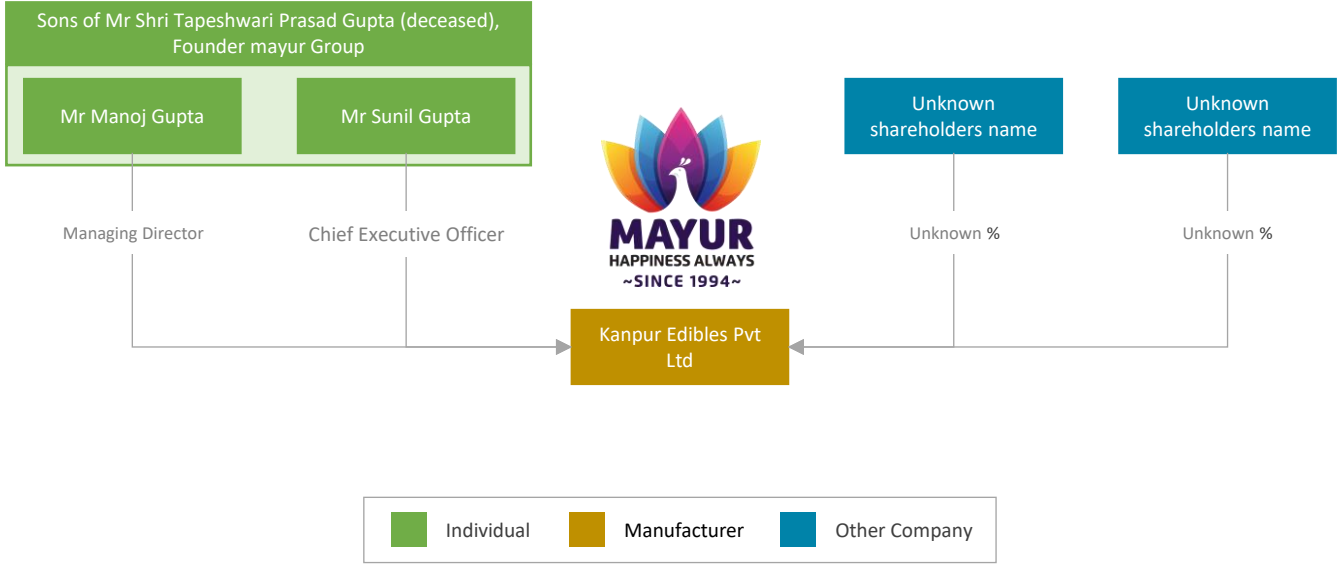 Sons of Mr Shri Tapeshwari Prasad Gupta (deceased),
Founder mayur Group
Mr Manoj Gupta
Mr Sunil Gupta
Unknown
shareholders name
Unknown
shareholders name
Managing Director
Chief Executive Officer
MAYUR
HAPPINESS ALWAYS
~SINCE 1994~
Unknown %
Unknown %
Kanpur Edibles Pvt
Ltd
Individual
Manufacturer
Other Company